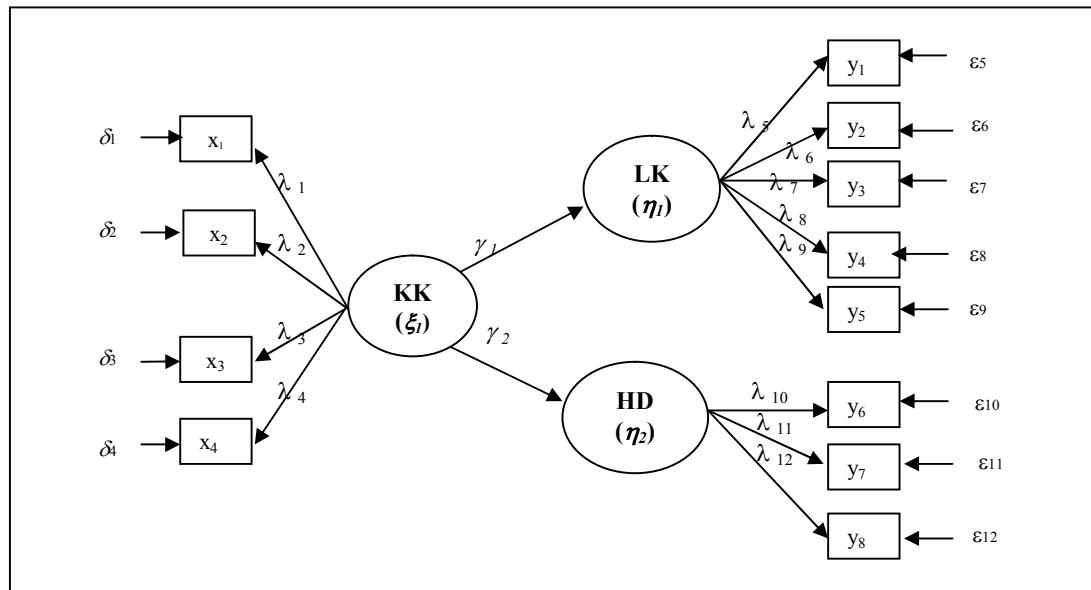 δ1
x₁
λ 1
δ2
x₂
λ 2
δ3
x₃
λ 3
δ4
x₄
λ 4
KK
(ξ1)
γ 1
γ 2
LK
(η1)
HD
(η2)
λ 5
y₁
ε5
λ 6
y₂
ε6
λ 7
y₃
ε7
λ 8
y₄
ε8
λ 9
y₅
ε9
λ 10
y₆
ε10
λ 11
y₇
ε11
λ 12
y₈
ε12